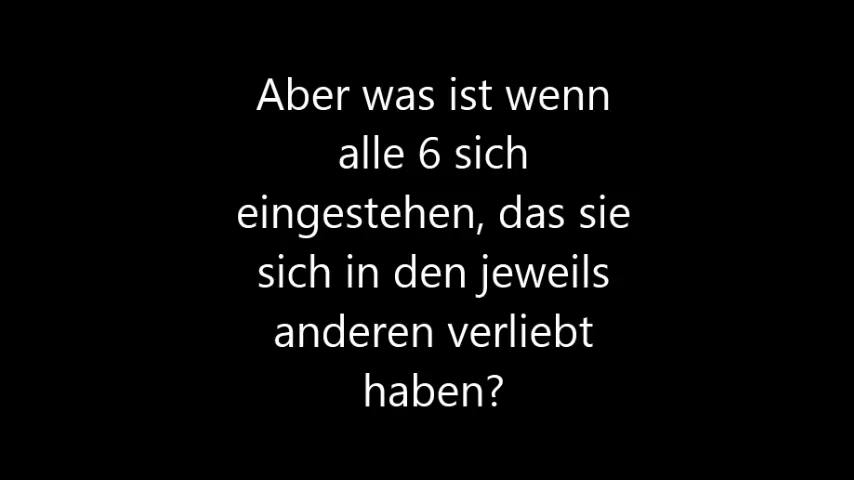 Aber was ist wenn
alle 6 sich
eingestehen, das sie
sich in den jeweils
anderen verliebt
haben?